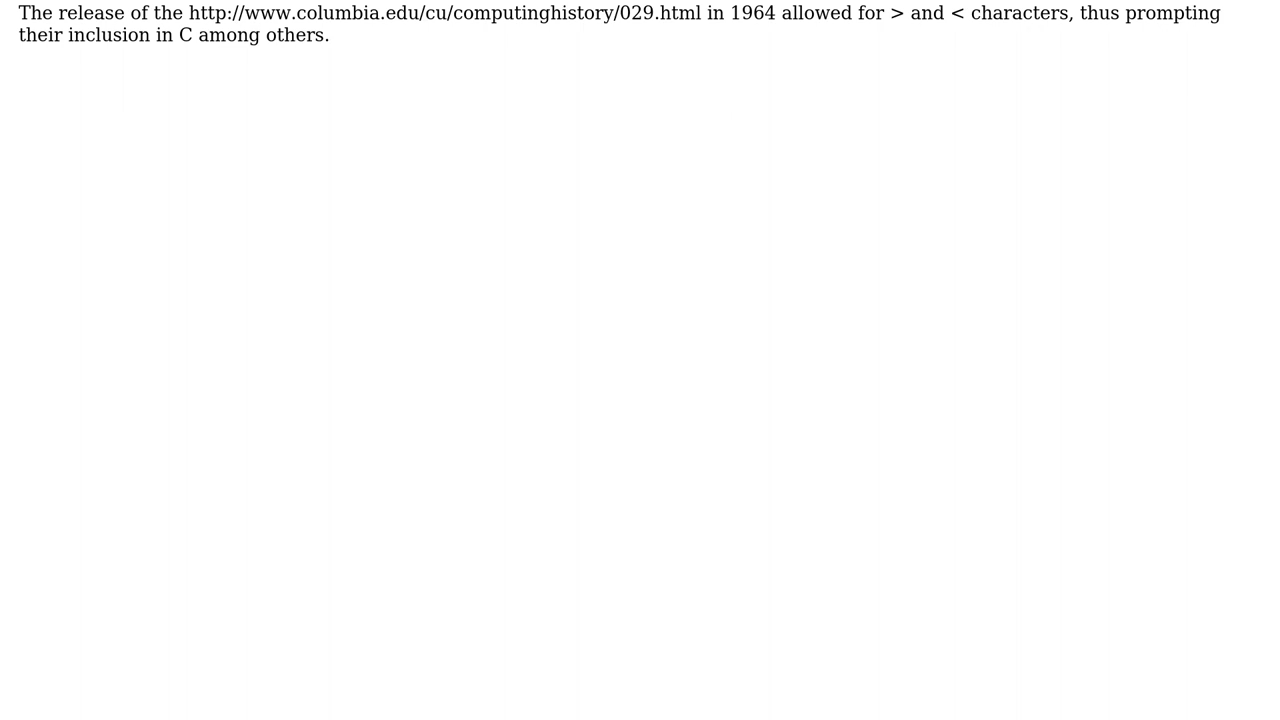 The release of the http://www.columbia.edu/cu/computinghistory/029.html in 1964 allowed for > and < characters, thus prompting
their inclusion in C among others.